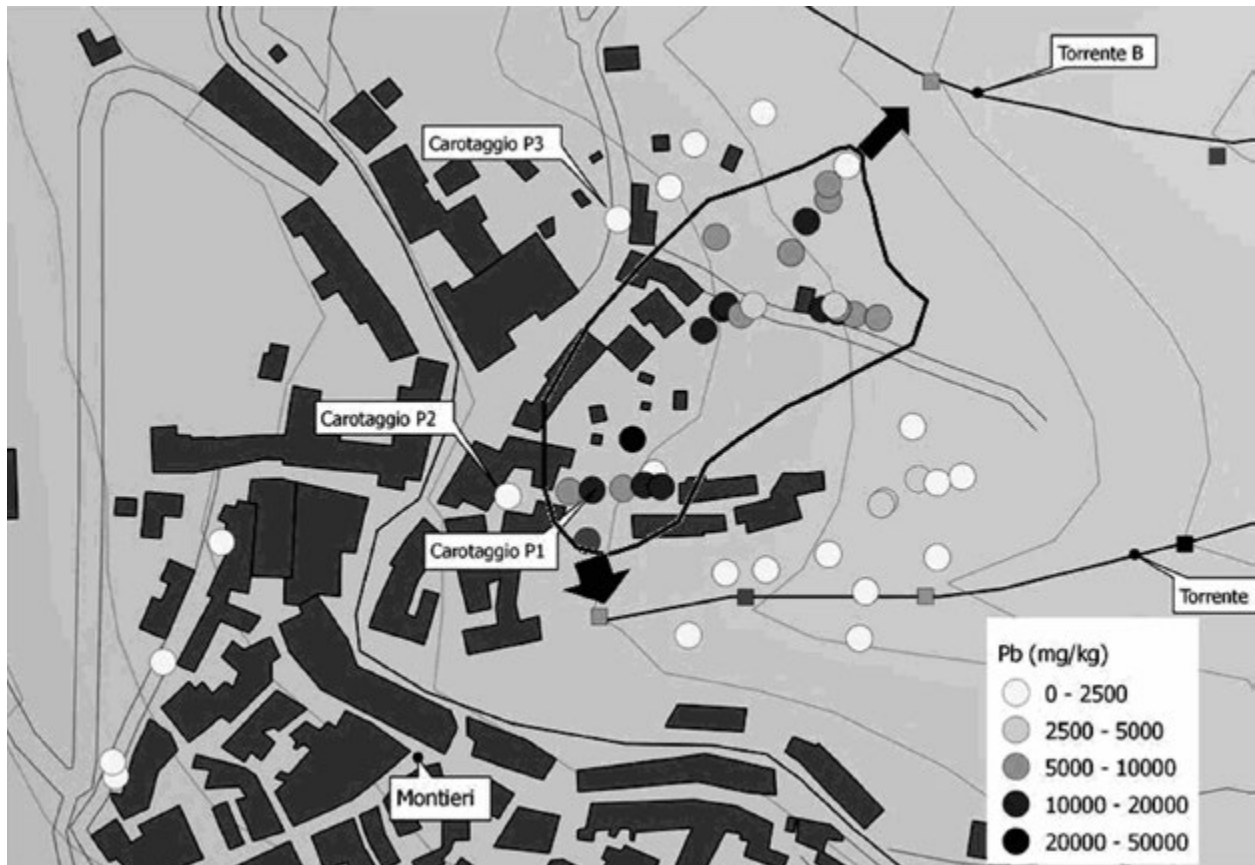 Torrente B
Carotaggio P3
Carotaggio P2
Carotaggio P1
Torrente
Montieri
Pb (mg/kg)
0 - 2500
2500 - 5000
5000 - 10000
10000 - 20000
20000 - 50000